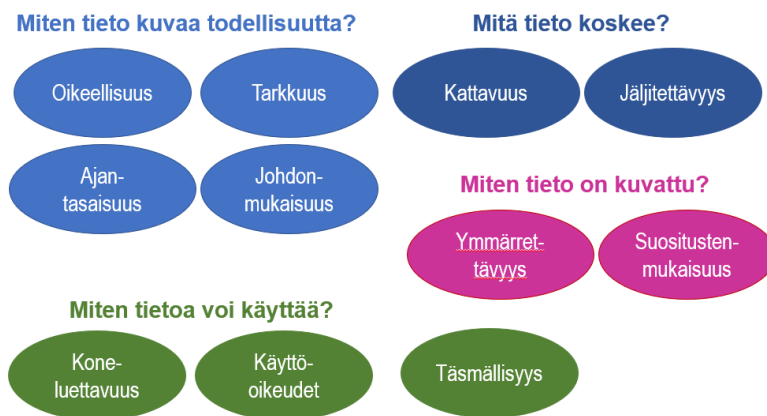 Miten tieto kuvaa todellisuutta?
Oikeellisuus
Tarkkuus
Ajan-
tasaisuus
Johdon-
mukaisuus
Mitä tieto koskee?
Kattavuus
Jäljitettävyys
Miten tieto on kuvattu?
Ymmärret-
tävyys
Suositusten-
mukaisuus
Miten tietoa voi käyttää?
Kone-
luettavuus
Käyttö-
oikeudet
Täsmällisyys